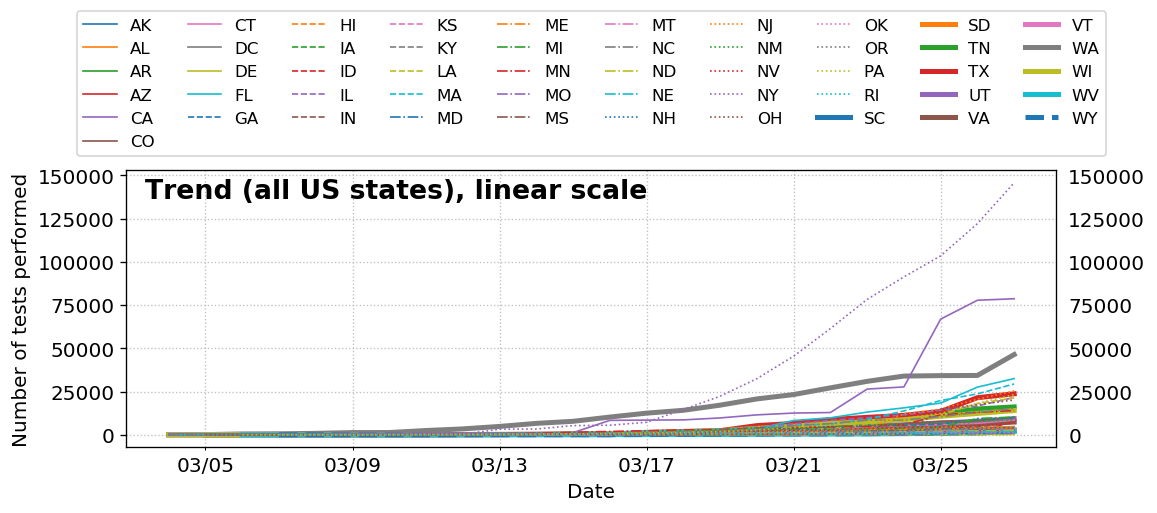 AK CT HI KS ME MT NJ OK SD VT
AL DC IA KY MI NC NM OR TN WA
AR DE ID LA MN ND NV PA TX WI
AZ FL IL MA MO NE NY RI UT WV
CA GA IN MD MS NH OH SC VA WY
CO
Trend (all US states), linear scale
Number of tests performed
150000 150000
125000 125000
100000 100000
75000 75000
50000 50000
25000 25000
0 0
03/05 03/09 03/13 03/17 03/21 03/25
Date